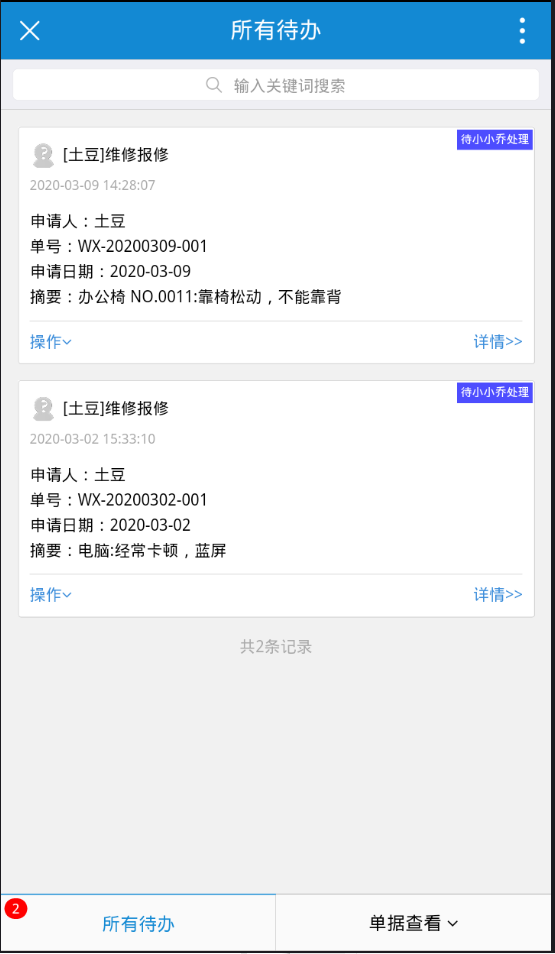 所有待办
输入关键词搜索
待小小乔处理
[土豆]维修报修
2020-03-09 14:28:07
申请人：土豆
单号：WX-20200309-001
申请日期：2020-03-09
摘要：办公椅 NO.0011:靠椅松动，不能靠背
操作
详情>>
待小小乔处理
[土豆]维修报修
2020-03-02 15:33:10
申请人：土豆
单号：WX-20200302-001
申请日期：2020-03-02
摘要：电脑:经常卡顿，蓝屏
操作
详情>>
共2条记录
2
所有待办
单据查看